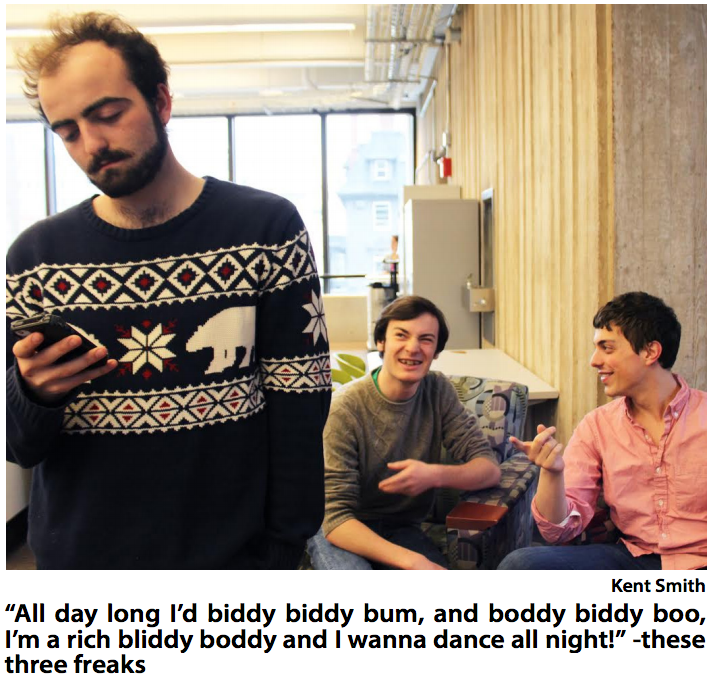 Kent Smith
“All day long I’d biddy biddy bum, and boddy biddy boo,
I’m a rich bliddy boddy and I wanna dance all night!” -these
three freaks